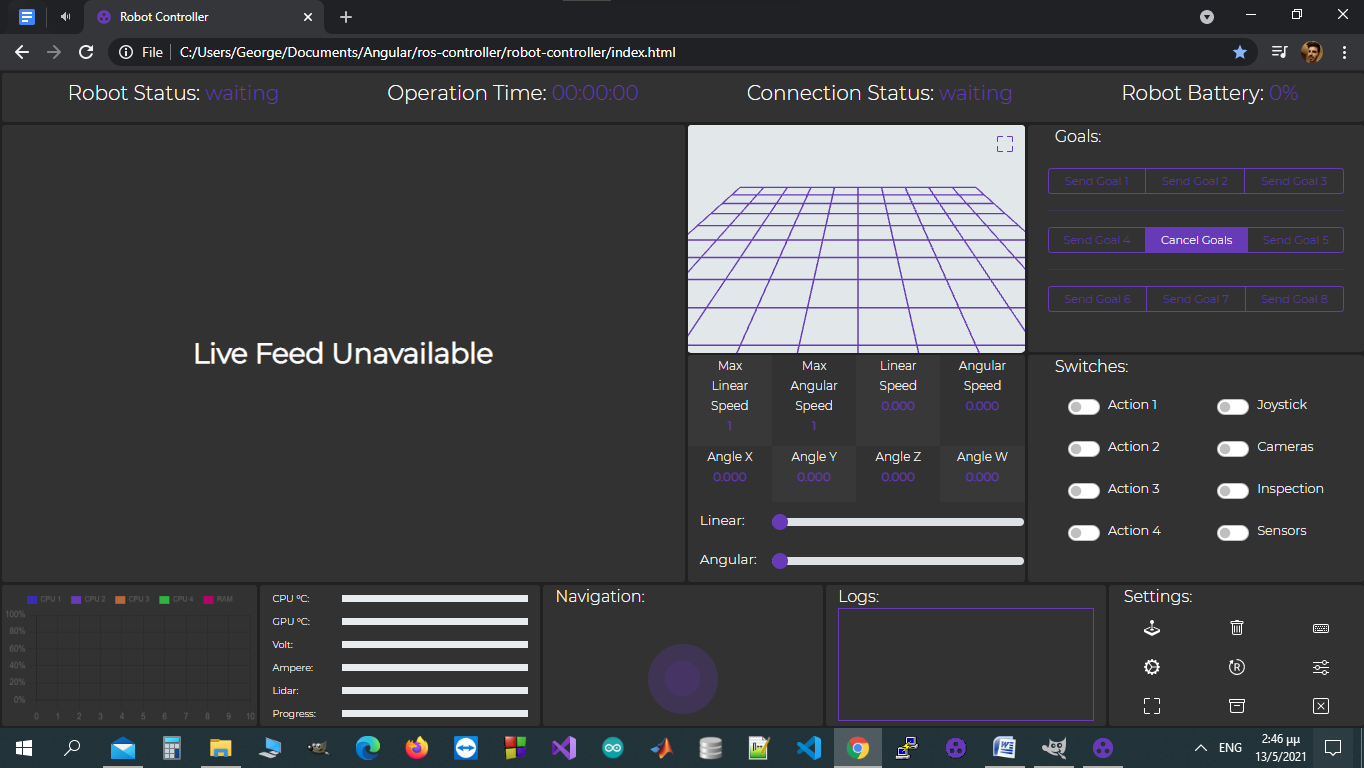 Robot Controller
File
C:/Users/George/Documents/Angular/ros-controller/robot-controller/index.html
Robot Status: waiting
Operation Time: 00:00:00
Connection Status: waiting
Robot Battery: 0%
Live Feed Unavailable
Goals:
Send Goal 1 Send Goal 2 Send Goal 3
Send Goal 4 Cancel Goals Send Goal 5
Send Goal 6 Send Goal 7 Send Goal 8
Max
Linear
Speed
1
Max
Angular
Speed
1
Linear
Speed
0.000
Angular
Speed
0.000
Angle X
0.000
Angle Y
0.000
Angle Z
0.000
Angle W
0.000
Linear:
Angular:
Switches:
Action 1 Joystick
Action 2 Cameras
Action 3 Inspection
Action 4 Sensors
CPU 1 CPU 2 CPU 3 CPU 4 RAM
100%
80%
60%
40%
20%
0%
0 1 2 3 4 5 6 7 8 9 10
CPU ºC:
GPU ºC:
Volt:
Ampere:
Lidar:
Progress:
Navigation:
Logs:
Settings:
R
ENG
2:46 μμ
13/5/2021